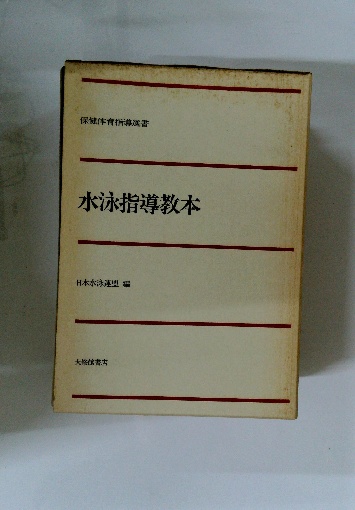 保健体育指導選書
水泳指導教本
日本水泳連盟 編
大修館書店